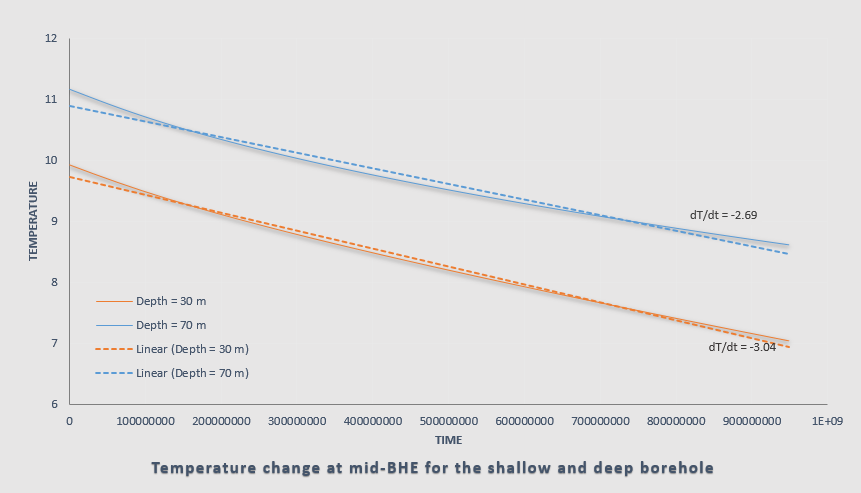 12
11
10
9
8
7
6
TEMPERATURE
dT/dt = -2.69
dT/dt = -3.04
Depth = 30 m
Depth = 70 m
Linear (Depth = 30 m)
Linear (Depth = 70 m)
0 100000000 200000000 300000000 400000000 500000000 600000000 700000000 800000000 900000000 1E+09
TIME
Temperature change at mid-BHE for the shallow and deep borehole